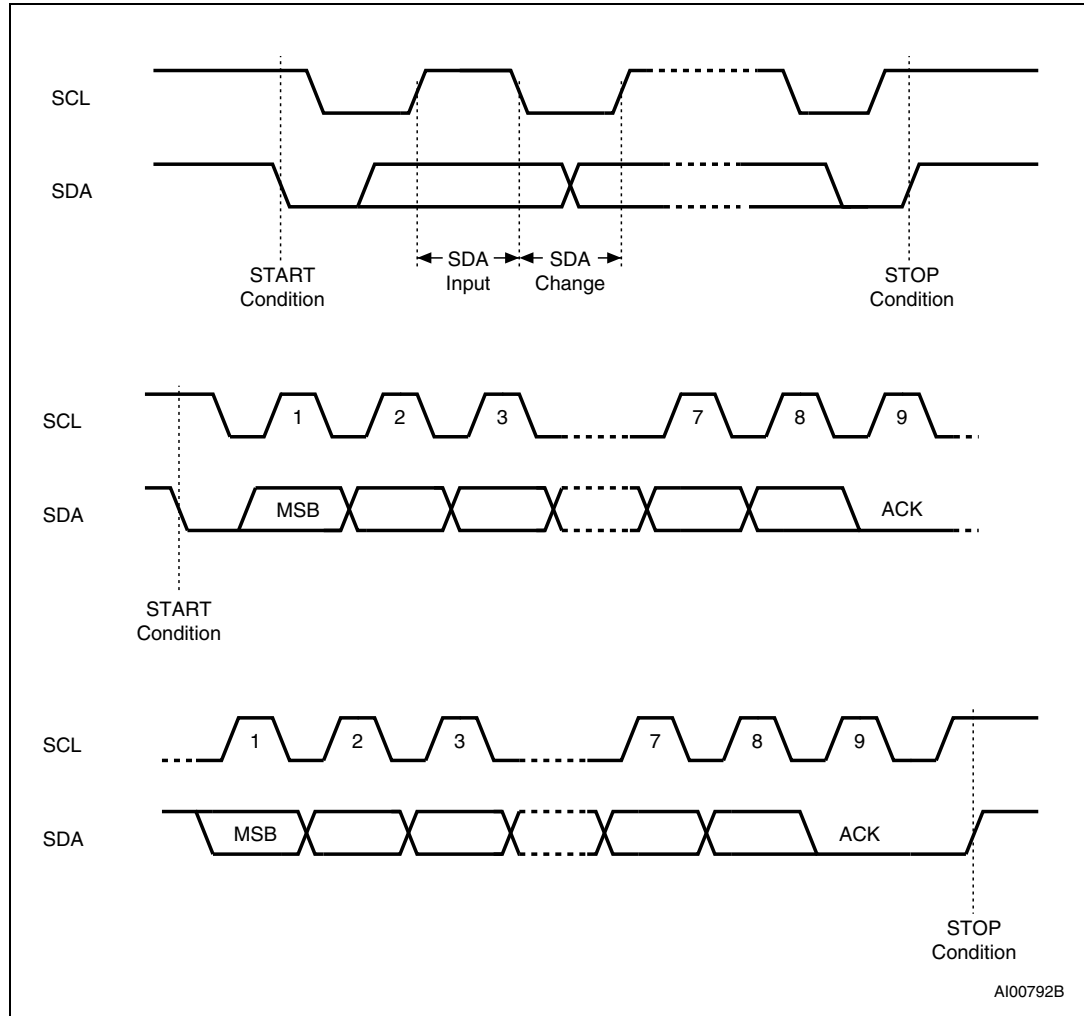 SCL
SDA
SDA
Input
SDA
Change
START
Condition
STOP
Condition
SCL
1 2 3 7 8 9
SDA
MSB ACK
START
Condition
SCL
1 2 3 7 8 9
SDA
MSB ACK
STOP
Condition
AI00792B